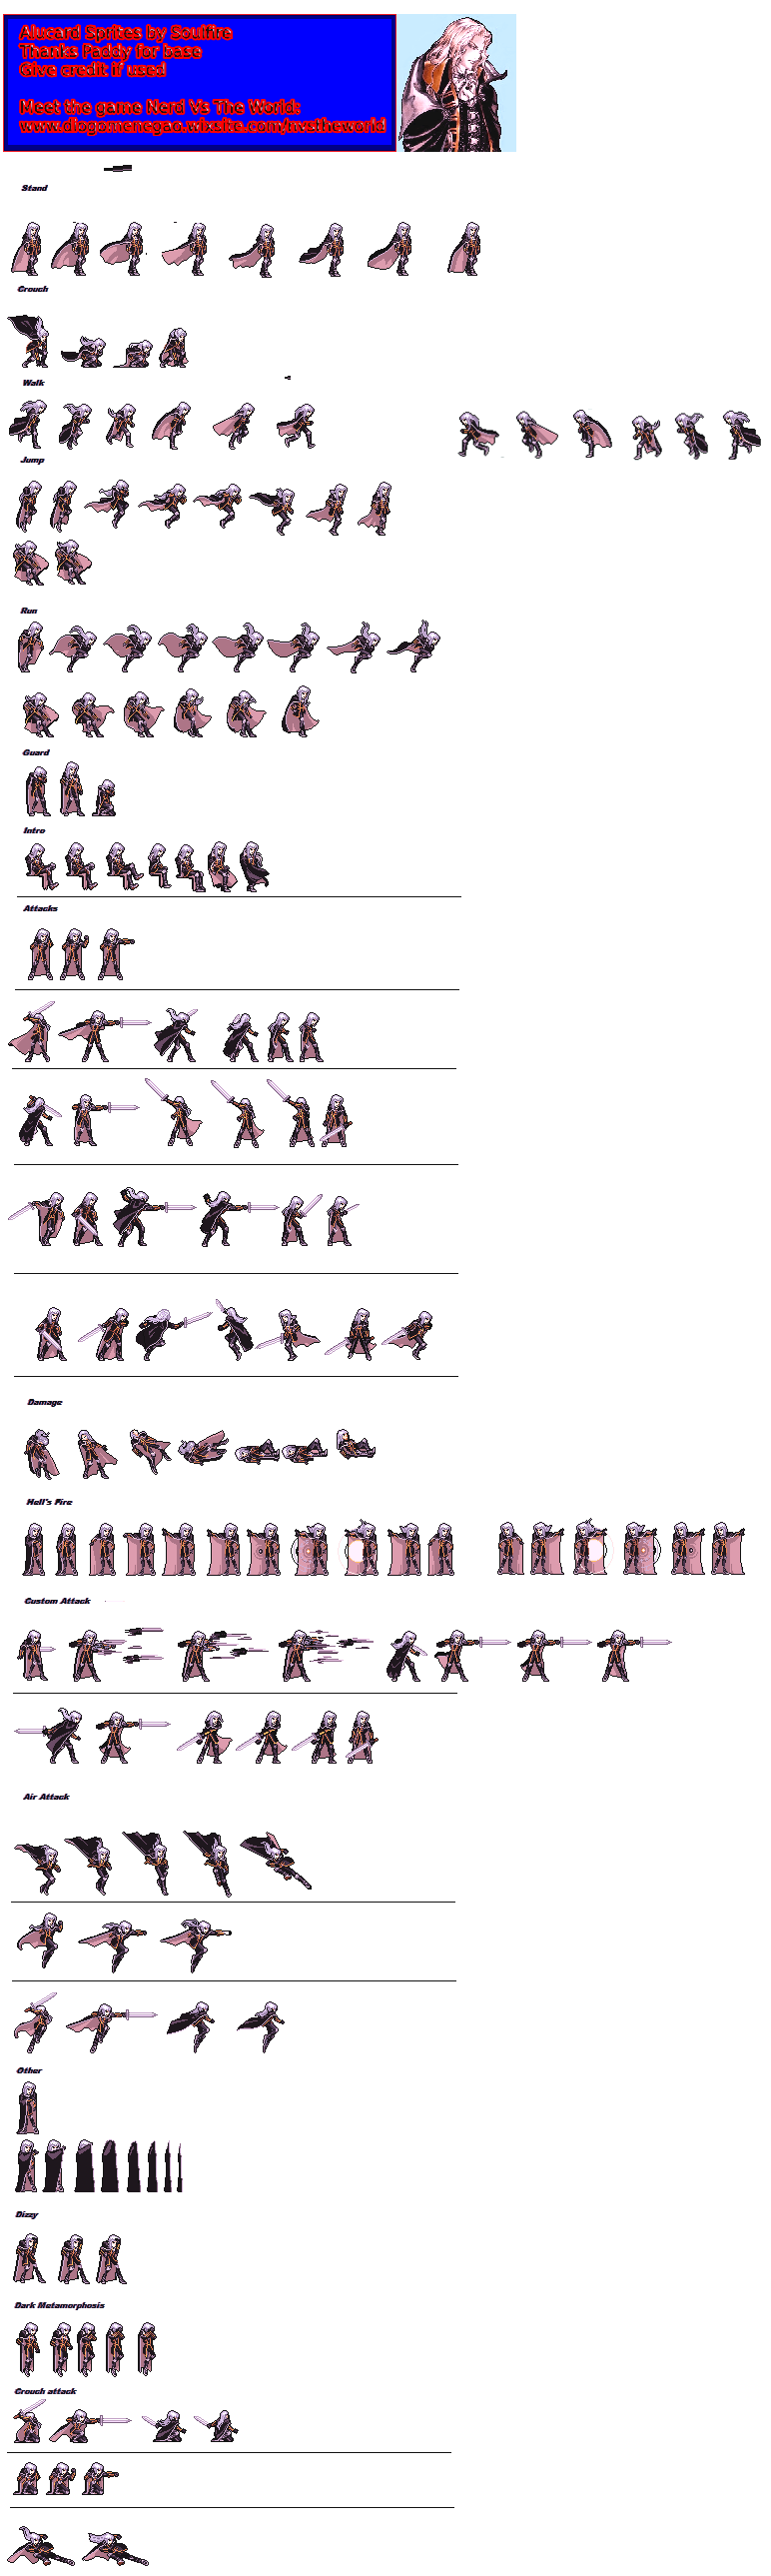 Alucard Sprites by Soulfire
Thanks Paddy for base
Give credit if used
Meet the game Nerd Vs The World:
www.diogomenegao.wixsite.com/nvstheworld
Stand
Crouch
Walk
Jump
Run
Guard
Intro
Attacks
Damage
Hell's Fire
Custom Attack
Air Attack
Other
Dizzy
Dark Metamorphosis
Crouch attack